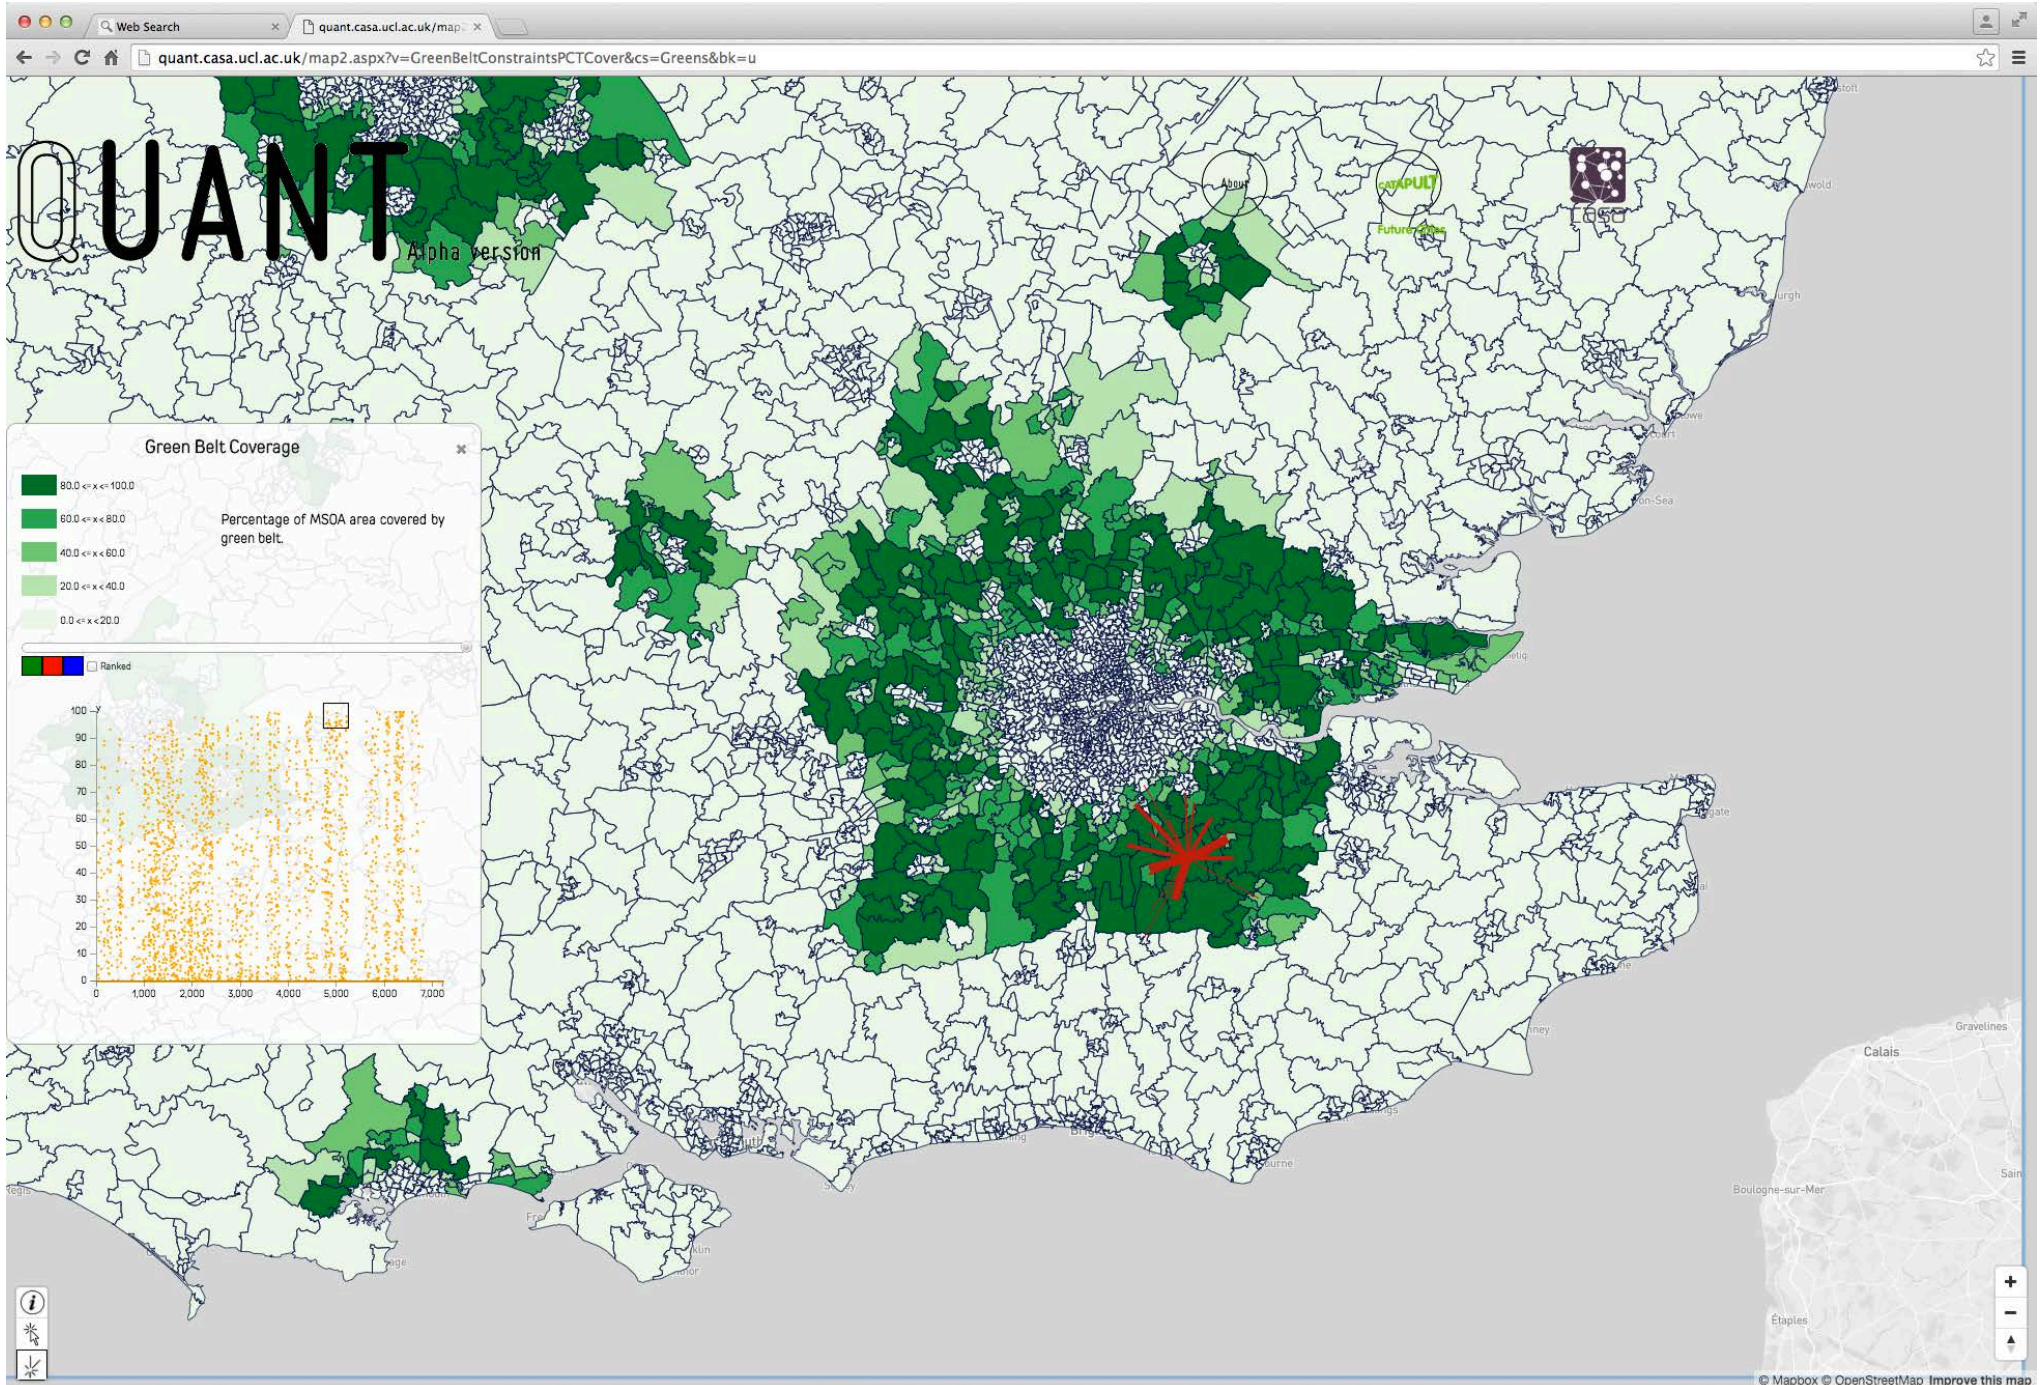 Web Search
quant.casa.ucl.ac.uk/map
quant.casa.ucl.ac.uk/map2.aspx?v=GreenBeltConstraintsPCTCover&cs=Greens&bk=u
QUANT
Alpha version
About
CATAPULT
Future Cities
casa
Green Belt Coverage
80.0 <= x <= 100.0
60.0 <= x < 80.0
40.0 <= x < 60.0
20.0 <= x < 40.0
0.0 <= x < 20.0
Percentage of MSOA area covered by
green belt.
Ranked
y
100
90
80
70
60
50
40
30
20
10
0
0 1,000 2,000 3,000 4,000 5,000 6,000 7,000
Gravelines
Calais
Boulogne-sur-Mer
Étaples
i
+
−
© Mapbox © OpenStreetMap Improve this map